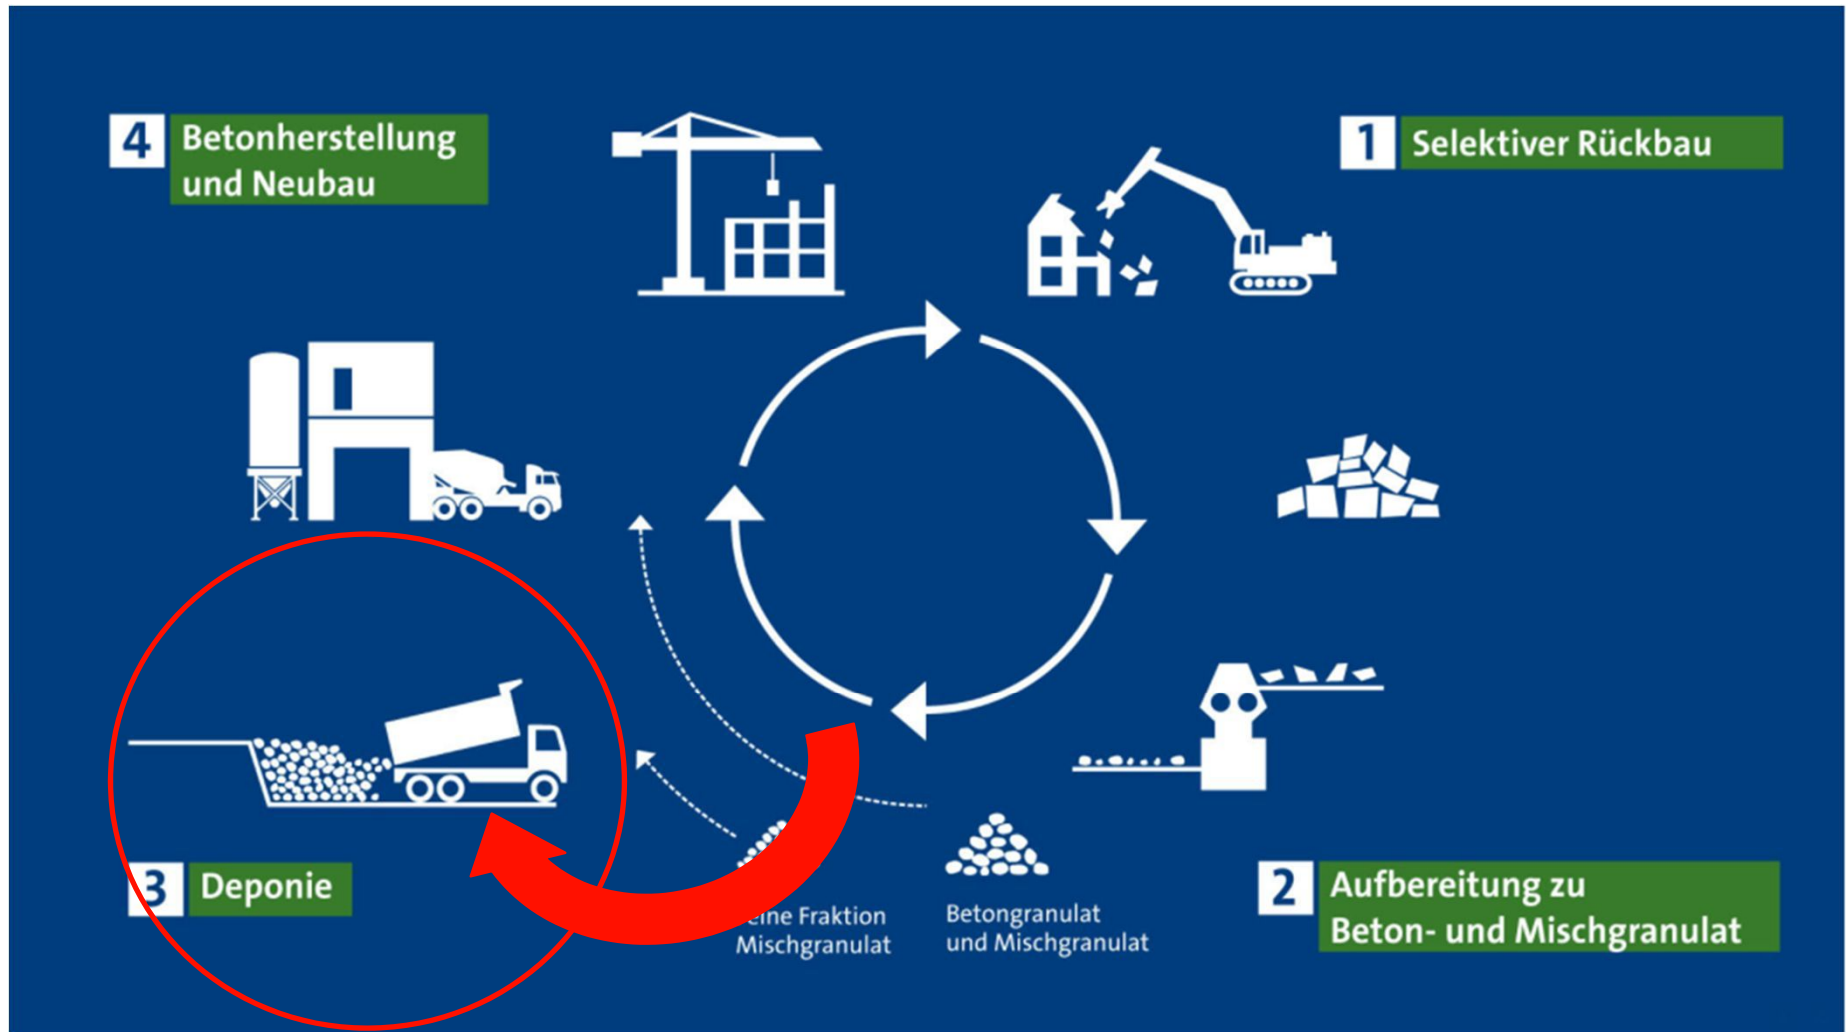 4 Betonherstellung
und Neubau
1 Selektiver Rückbau
3 Deponie
Fraktion
Mischgranulat
Betongranulat
und Mischgranulat
2 Aufbereitung zu
Beton- und Mischgranulat